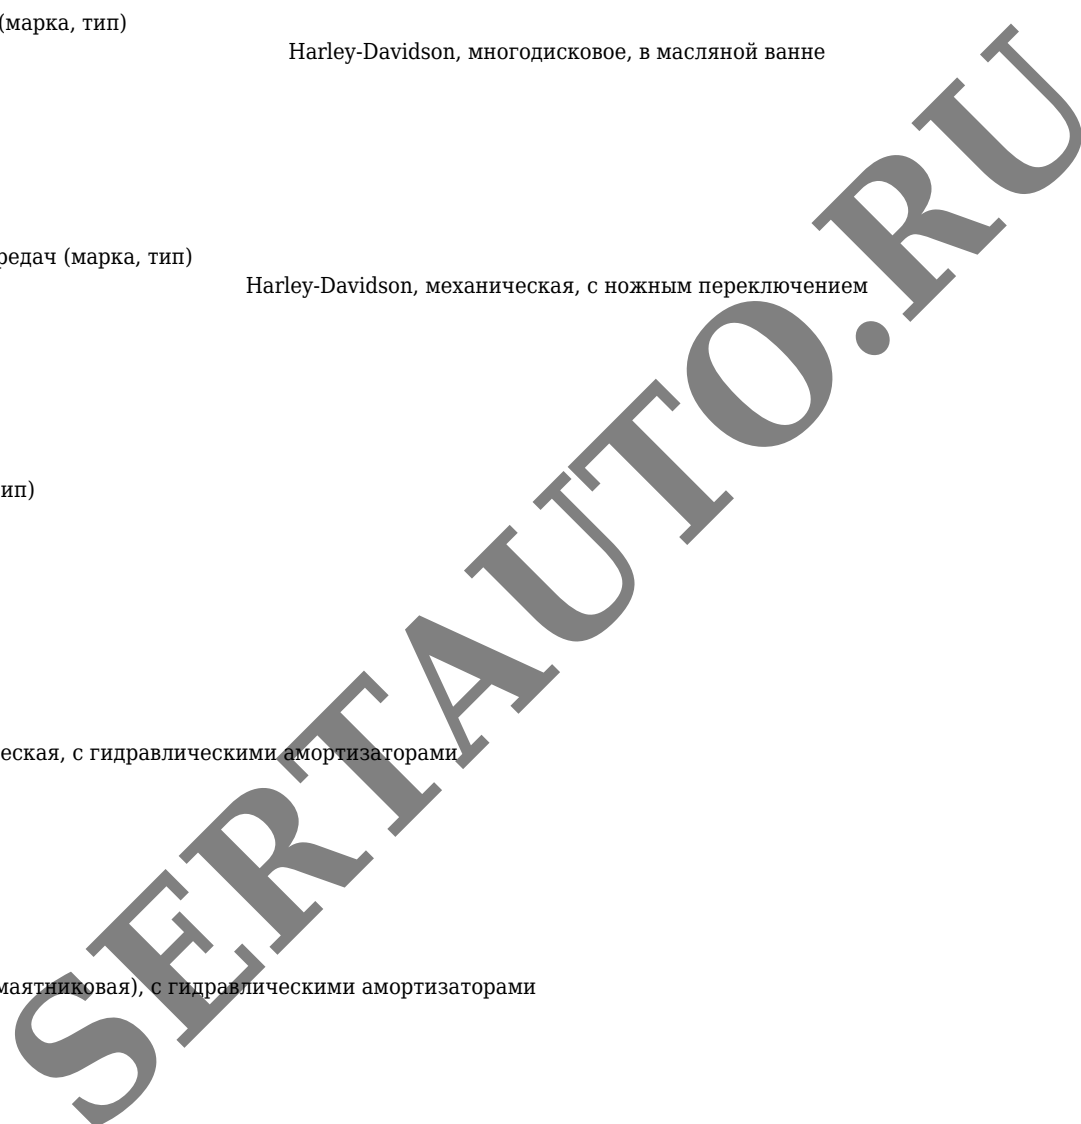 (марка, тип)
Harley-Davidson, многодисковое, в масляной ванне
редач (марка, тип)
Harley-Davidson, механическая, с ножным переключением
ип)
еская, с гидравлическими амортизаторами
маятниковая), с гидравлическими амортизаторами
SERTAUTO.RU